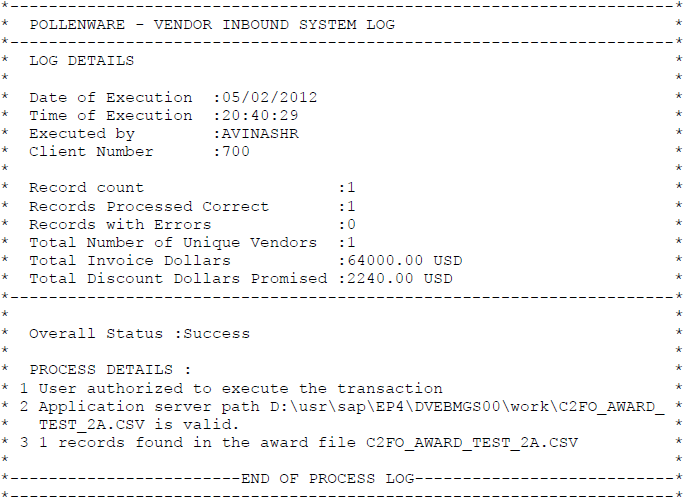 *---------------------------------------------------------------------*
*  POLLENWARE - VENDOR INBOUND SYSTEM LOG                             *
*---------------------------------------------------------------------*
*  LOG DETAILS                                                        *
*                                                                     *
*  Date of Execution  :05/02/2012                                     *
*  Time of Execution  :20:40:29                                       *
*  Executed by        :AVINASHR                                       *
*  Client Number      :700                                            *
*                                                                     *
*  Record count                    :1                                 *
*  Records Processed Correct       :1                                 *
*  Records with Errors             :0                                 *
*  Total Number of Unique Vendors  :1                                 *
*  Total Invoice Dollars           :64000.00 USD                      *
*  Total Discount Dollars Promised :2240.00 USD                       *
*---------------------------------------------------------------------*
*                                                                     *
*  Overall Status :Success                                            *
*                                                                     *
*  PROCESS DETAILS :                                                  *
* 1 User authorized to execute the transaction                        *
* 2 Application server path D:\usr\sap\EP4\DVEBMGS00\work\C2FO_AWARD_ *
*   TEST_2A.CSV is valid.                                             *
* 3 1 records found in the award file C2FO_AWARD_TEST_2A.CSV          *
*                                                                     *
*------------------------END OF PROCESS LOG---------------------------*
*---------------------------------------------------------------------*